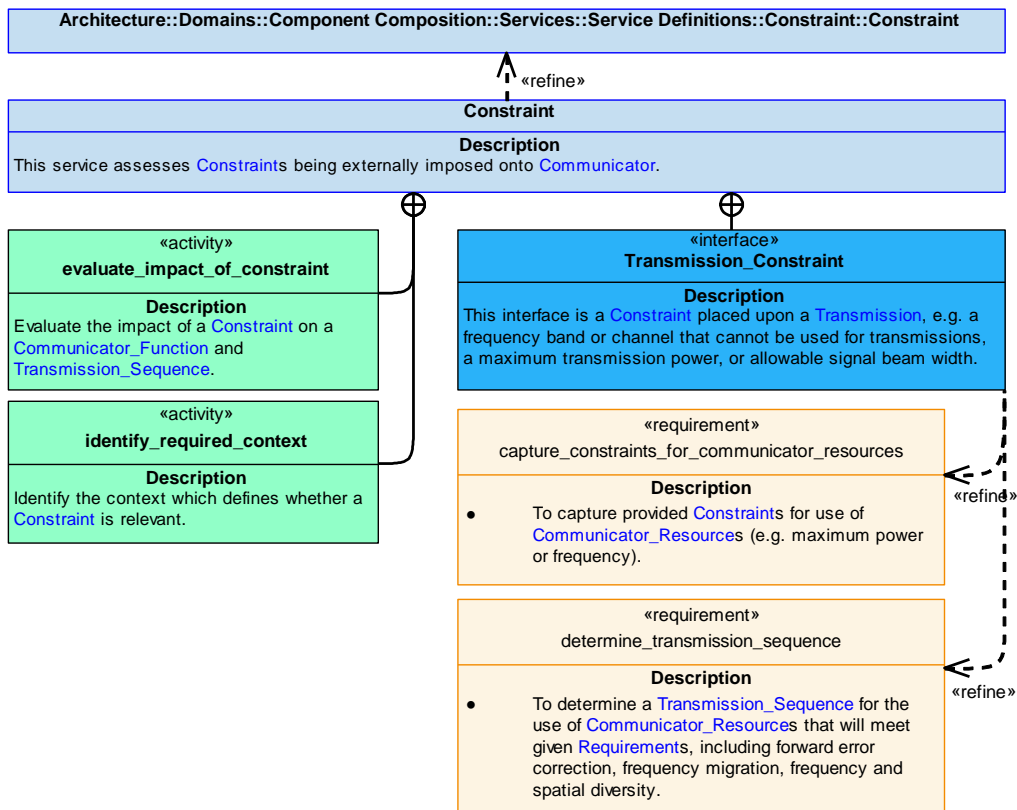 Architecture::Domains::Component Composition::Services::Service Definitions::Constraint::Constraint
«refine»
Constraint
Description
This service assesses Constraints being externally imposed onto Communicator.
«activity»
evaluate_impact_of_constraint
Description
Evaluate the impact of a Constraint on a
Communicator_Function and
Transmission_Sequence.
«activity»
identify_required_context
Description
Identify the context which defines whether a
Constraint is relevant.
«interface»
Transmission_Constraint
Description
This interface is a Constraint placed upon a Transmission, e.g. a
frequency band or channel that cannot be used for transmissions,
a maximum transmission power, or allowable signal beam width.
«requirement»
capture_constraints_for_communicator_resources
Description
● To capture provided Constraints for use of
Communicator_Resources (e.g. maximum power
or frequency).
«refine»
«requirement»
determine_transmission_sequence
Description
● To determine a Transmission_Sequence for the
use of Communicator_Resources that will meet
given Requirements, including forward error
correction, frequency migration, frequency and
spatial diversity.
«refine»